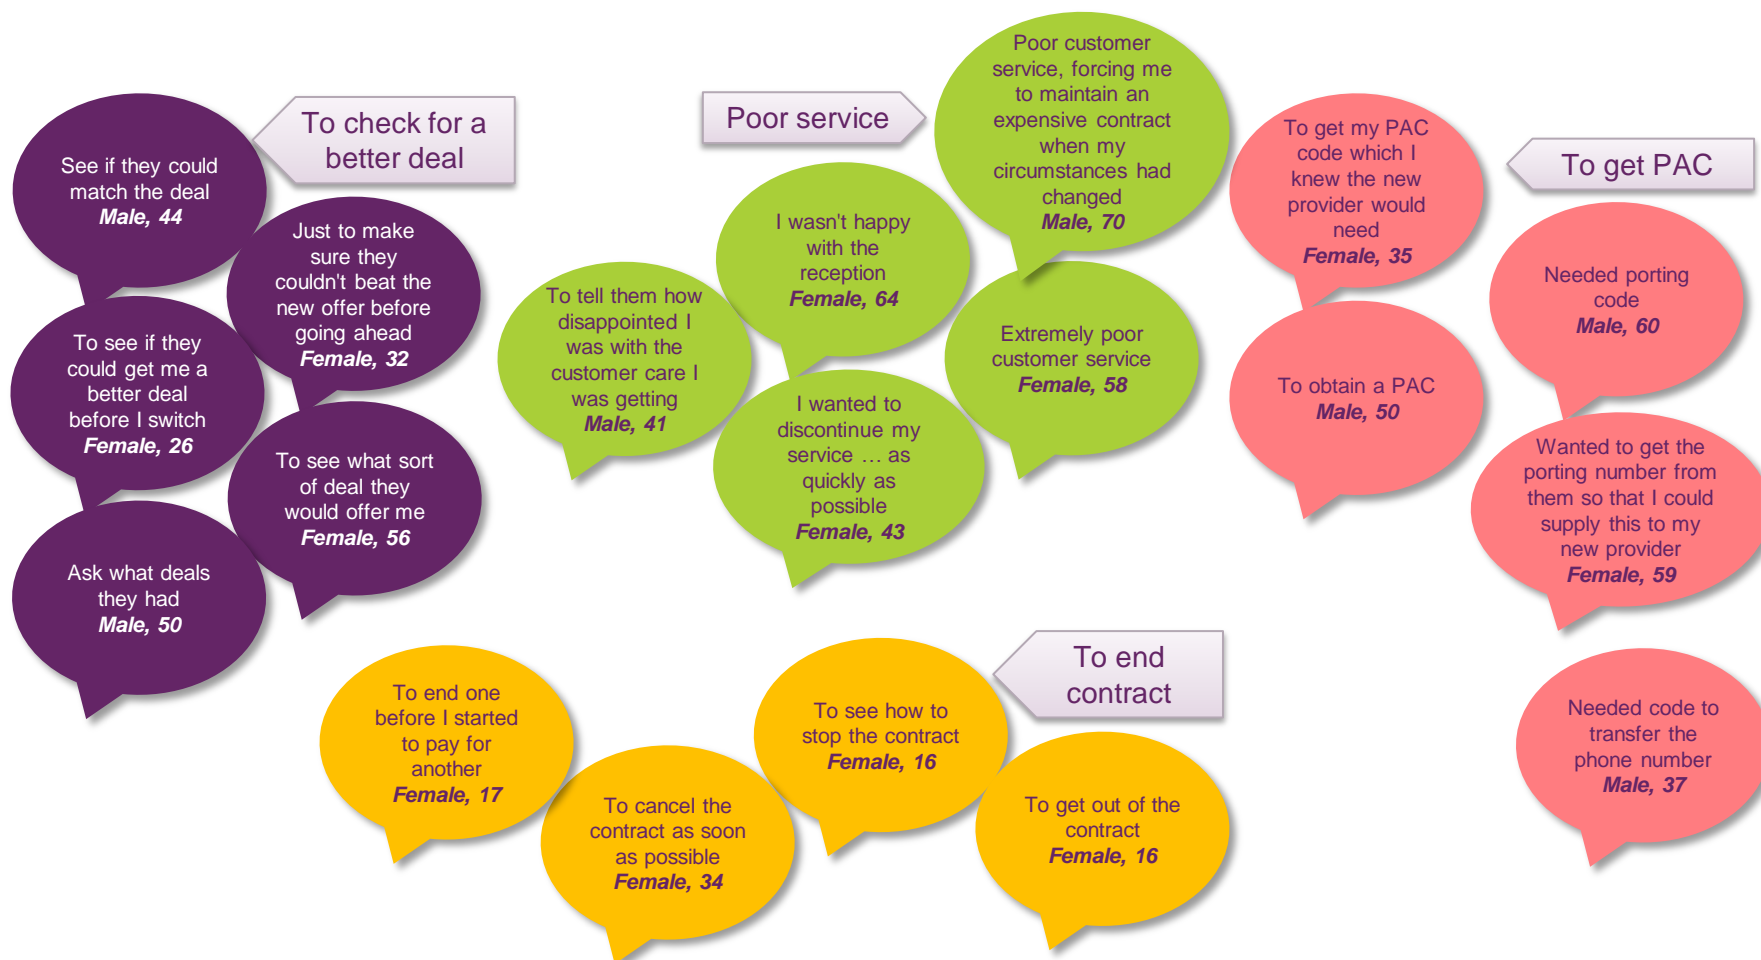 To check for a
better deal
See if they could
match the deal
Male, 44
Just to make
sure they
couldn't beat the
new offer before
going ahead
Female, 32
To see if they
could get me a
better deal
before I switch
Female, 26
To see what sort
of deal they
would offer me
Female, 56
Ask what deals
they had
Male, 50
Poor service
Poor customer
service, forcing me
to maintain an
expensive contract
when my
circumstances had
changed
Male, 70
I wasn't happy
with the
reception
Female, 64
To tell them how
disappointed I
was with the
customer care I
was getting
Male, 41
Extremely poor
customer service
Female, 58
I wanted to
discontinue my
service … as
quickly as
possible
Female, 43
To get PAC
To get my PAC
code which I
knew the new
provider would
need
Female, 35
Needed porting
code
Male, 60
To obtain a PAC
Male, 50
Wanted to get the
porting number from
them so that I could
supply this to my
new provider
Female, 59
Needed code to
transfer the
phone number
Male, 37
To end
contract
To end one
before I started
to pay for
another
Female, 17
To see how to
stop the contract
Female, 16
To cancel the
contract as soon
as possible
Female, 34
To get out of the
contract
Female, 16